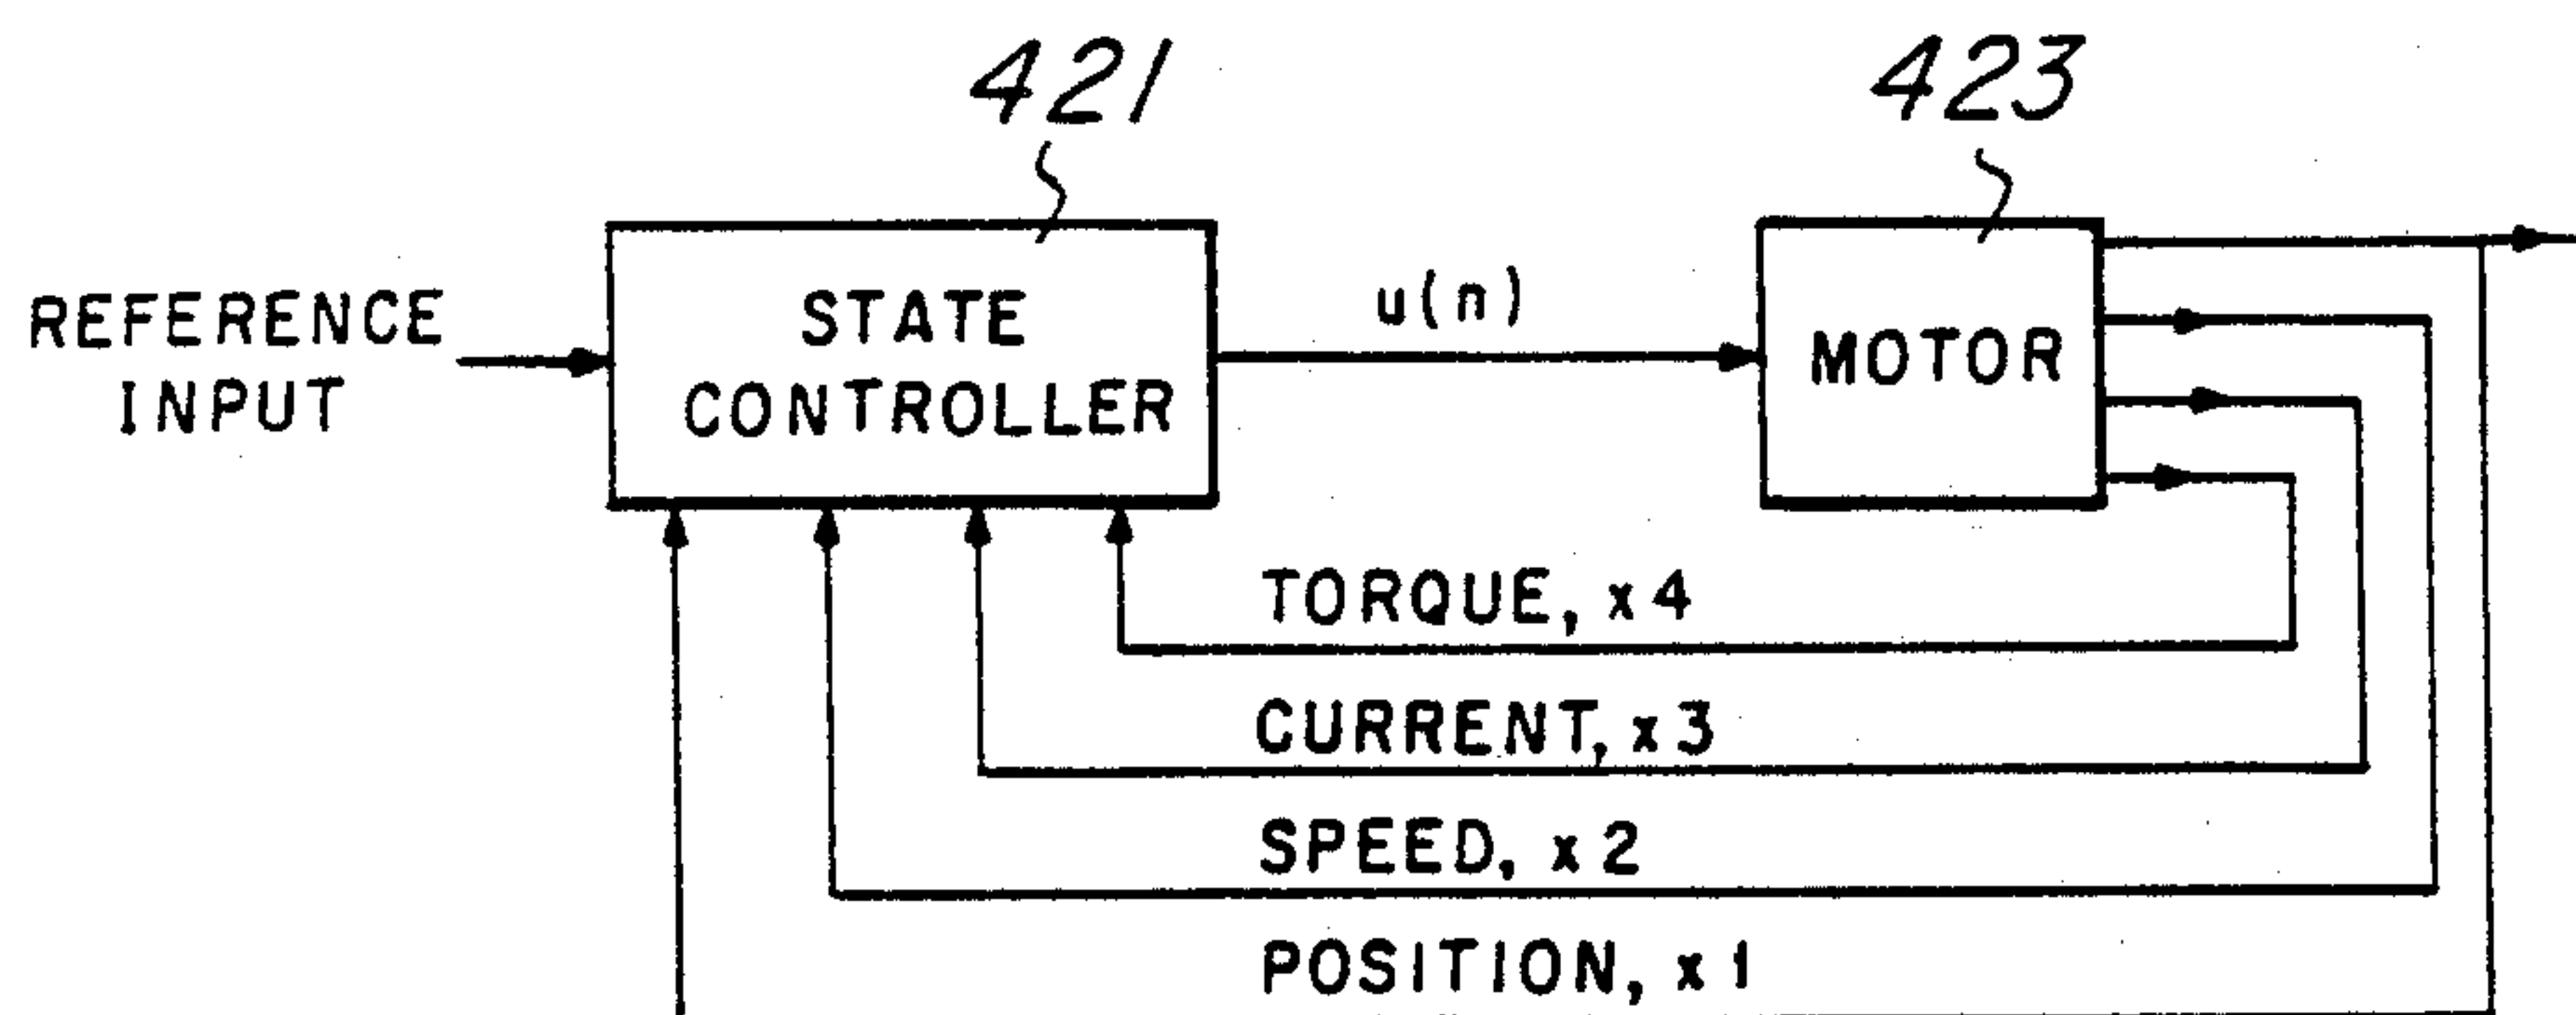 421
423
REFERENCE
INPUT
STATE
CONTROLLER
u(n)
MOTOR
TORQUE, x4
CURRENT, x3
SPEED, x2
POSITION, x1